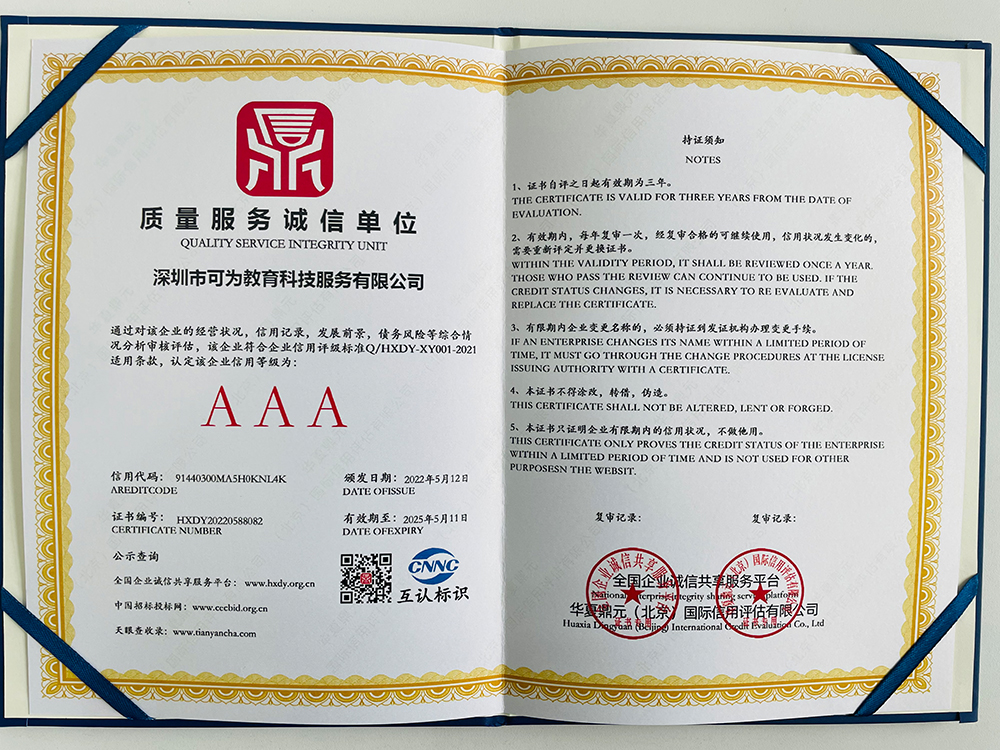 质量服务诚信单位
QUALITY SERVICE INTEGRITY UNIT
深圳市可为教育科技服务有限公司
通过对该企业的经营状况，信用记录，发展前景，债务风险等综合情
况分析审核评估，该企业符合企业信用评级标准Q/HXDY-XY001-2021
适用条款，认定该企业信用等级为：
AAA
信用代码： 91440300MA5H0KNL4K
AREDITCODE
颁发日期：2022年5月12日
DATE OFISSUE
证书编号： HXDY20220588082
CERTIFICATE NUMBER
有效期至：2025年5月11日
DATE OFEXPIRY
公示查询
全国企业诚信共享服务平台：www.hxdy.org.cn
中国招标投标网：www.cecbid.org.cn
天眼查收录：www.tianyancha.com
CNNC
互认标识
持证须知
NOTES
1、证书自评之日起有效期为三年。
THE CERTIFICATE IS VALID FOR THREE YEARS FROM THE DATE OF
EVALUATION.
2、有效期内，每年复审一次，经复审合格的可继续使用，信用状况发生变化的，
需要重新评定并更换证书。
WITHIN THE VALIDITY PERIOD, IT SHALL BE REVIEWED ONCE A YEAR.
THOSE WHO PASS THE REVIEW CAN CONTINUE TO BE USED. IF THE
CREDIT STATUS CHANGES, IT IS NECESSARY TO RE EVALUATE AND
REPLACE THE CERTIFICATE.
3、有限期内企业变更名称的，必须持证到发证机构办理变更手续。
IF AN ENTERPRISE CHANGES ITS NAME WITHIN A LIMITED PERIOD OF
TIME, IT MUST GO THROUGH THE CHANGE PROCEDURES AT THE LICENSE
ISSUING AUTHORITY WITH A CERTIFICATE.
4、本证书不得涂改，转借，伪造。
THIS CERTIFICATE SHALL NOT BE ALTERED, LENT OR FORGED.
5、本证书只证明企业有限期内的信用状况，不做他用。
THIS CERTIFICATE ONLY PROVES THE CREDIT STATUS OF THE ENTERPRISE
WITHIN A LIMITED PERIOD OF TIME AND IS NOT USED FOR OTHER
PURPOSESN THE WEBSIT.
复审记录：
复审记录：
全国企业诚信共享服务平台
National enterprise integrity sharing service platform
华夏鼎元（北京）国际信用评估有限公司
Huaxia Dingyuan (Beijing) International Credit Evaluation Co., Ltd